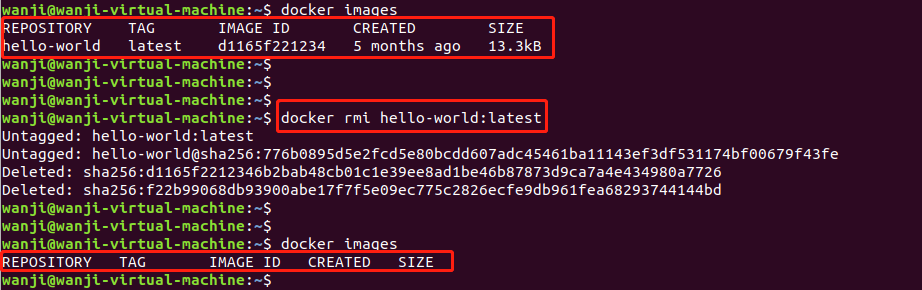 wanji@wanji-virtual-machine:~$ docker images
REPOSITORY    TAG       IMAGE ID       CREATED        SIZE
hello-world   latest    d1165f221234   5 months ago   13.3kB
wanji@wanji-virtual-machine:~$
wanji@wanji-virtual-machine:~$
wanji@wanji-virtual-machine:~$
wanji@wanji-virtual-machine:~$ docker rmi hello-world:latest
Untagged: hello-world:latest
Untagged: hello-world@sha256:776b0895d5e2fcd5e80bcdd607adc45461ba11143ef3df531174bf00679f43fe
Deleted: sha256:d1165f2212346b2bab48cb01c1e39ee8ad1be46b87873d9ca7a4e434980a7726
Deleted: sha256:f22b99068db93900abe17f7f5e09ec775c2826ecfe9db961fea68293744144bd
wanji@wanji-virtual-machine:~$
wanji@wanji-virtual-machine:~$
wanji@wanji-virtual-machine:~$ docker images
REPOSITORY   TAG       IMAGE ID   CREATED   SIZE
wanji@wanji-virtual-machine:~$